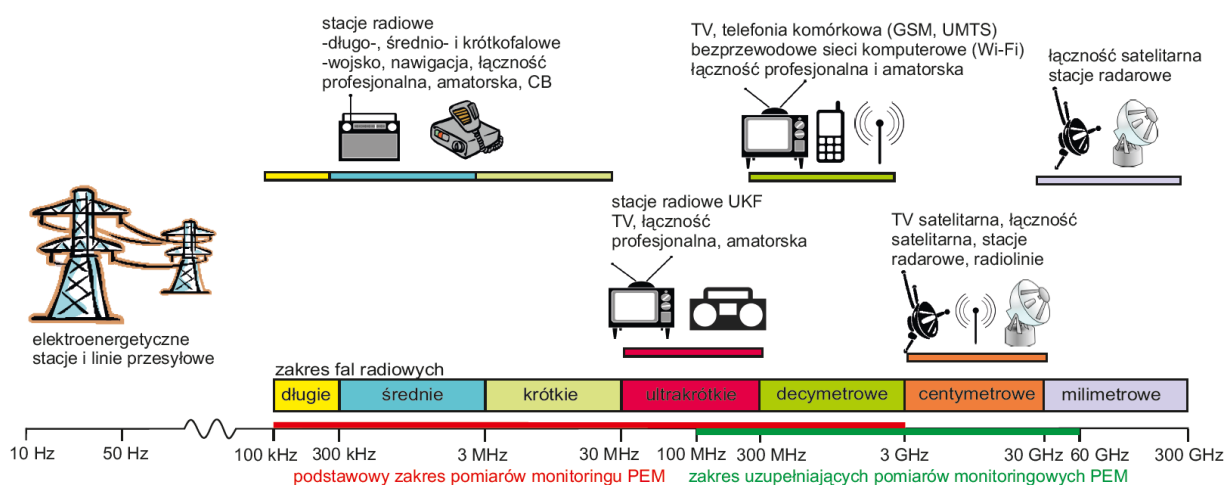 stacje radiowe
-długo-, średnio- i krótkofalowe
-wojsko, nawigacja, łączność
profesjonalna, amatorska, CB
TV, telefonia komórkowa (GSM, UMTS)
bezprzewodowe sieci komputerowe (Wi-Fi)
łączność profesjonalna i amatorska
łączność satelitarna
stacje radarowe
stacje radiowe UKF
TV, łączność
profesjonalna, amatorska
TV satelitarna, łączność
satelitarna, stacje
radarowe, radiolinie
elektroenergetyczne
stacje i linie przesyłowe
zakres fal radiowych
długie średnie krótkie ultrakrótkie decymetrowe centymetrowe milimetrowe
10 Hz 50 Hz 100 kHz 300 kHz 3 MHz 30 MHz 100 MHz 300 MHz 3 GHz 30 GHz 60 GHz 300 GHz
podstawowy zakres pomiarów monitoringu PEM zakres uzupełniających pomiarów monitoringowych PEM